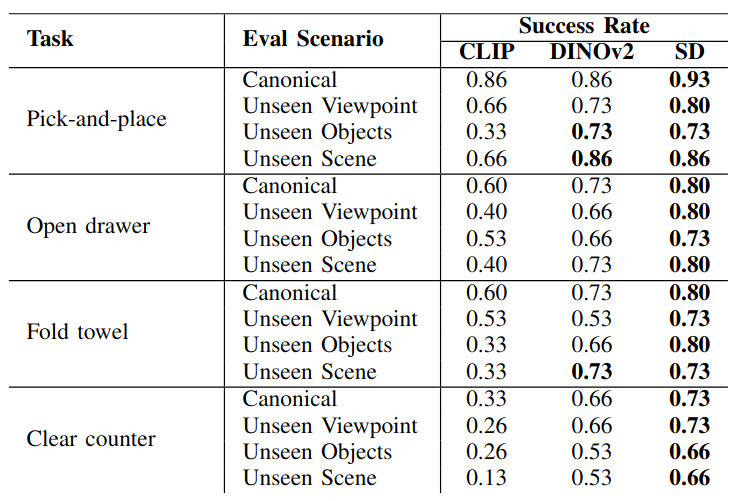 Task Eval Scenario Success Rate
CLIP DINOv2 SD
Pick-and-place Canonical 0.86 0.86 0.93
Unseen Viewpoint 0.66 0.73 0.80
Unseen Objects 0.33 0.73 0.73
Unseen Scene 0.66 0.86 0.86
Open drawer Canonical 0.60 0.73 0.80
Unseen Viewpoint 0.40 0.66 0.80
Unseen Objects 0.53 0.66 0.73
Unseen Scene 0.40 0.73 0.80
Fold towel Canonical 0.60 0.73 0.80
Unseen Viewpoint 0.53 0.53 0.73
Unseen Objects 0.33 0.66 0.80
Unseen Scene 0.33 0.73 0.73
Clear counter Canonical 0.33 0.66 0.73
Unseen Viewpoint 0.26 0.66 0.73
Unseen Objects 0.26 0.53 0.66
Unseen Scene 0.13 0.53 0.66